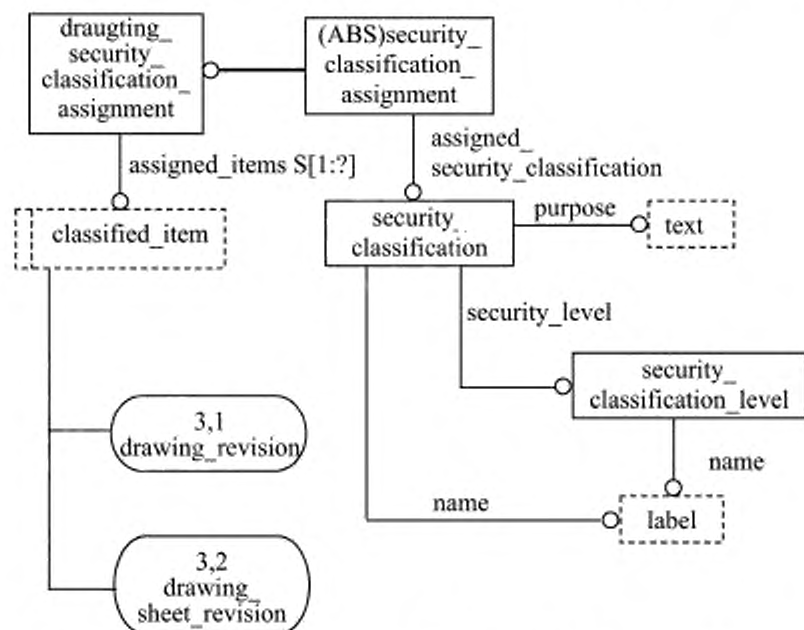 draugting_
security_
classification_
assignment
(ABS)security_
classification_
assignment
assigned_items S[1:?]
assigned_
security_classification
classified_item
security_
classification
purpose
text
security_level
security_
classification_level
3,1
drawing_revision
name
name
label
3,2
drawing_
sheet_revision